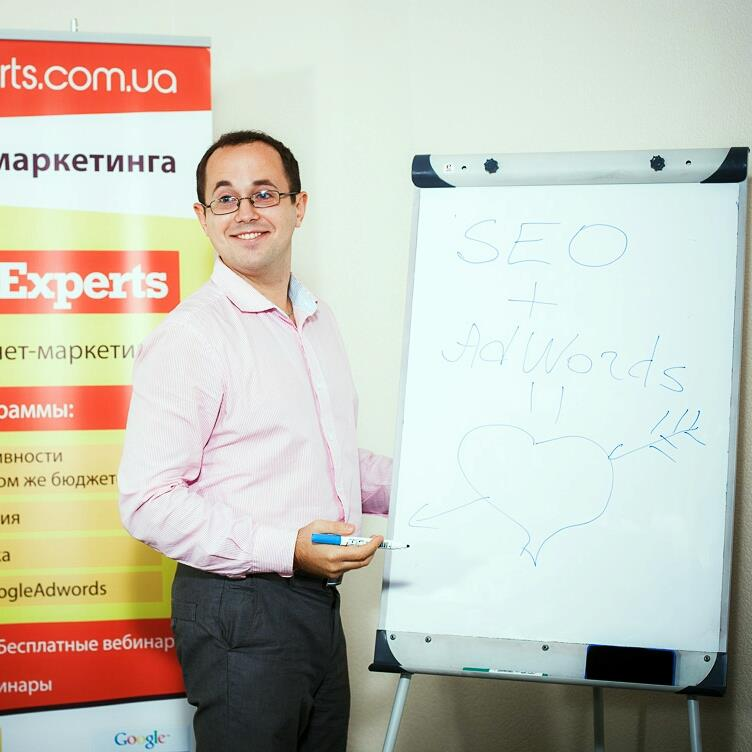 rts.com.ua
маркетинга
Experts
нет-маркети
раммы:
ивности
ом же бюджет
ия
ка
ogleAdwords
Бесплатные вебинар
инары
Google
SEO
+
AdWords
=